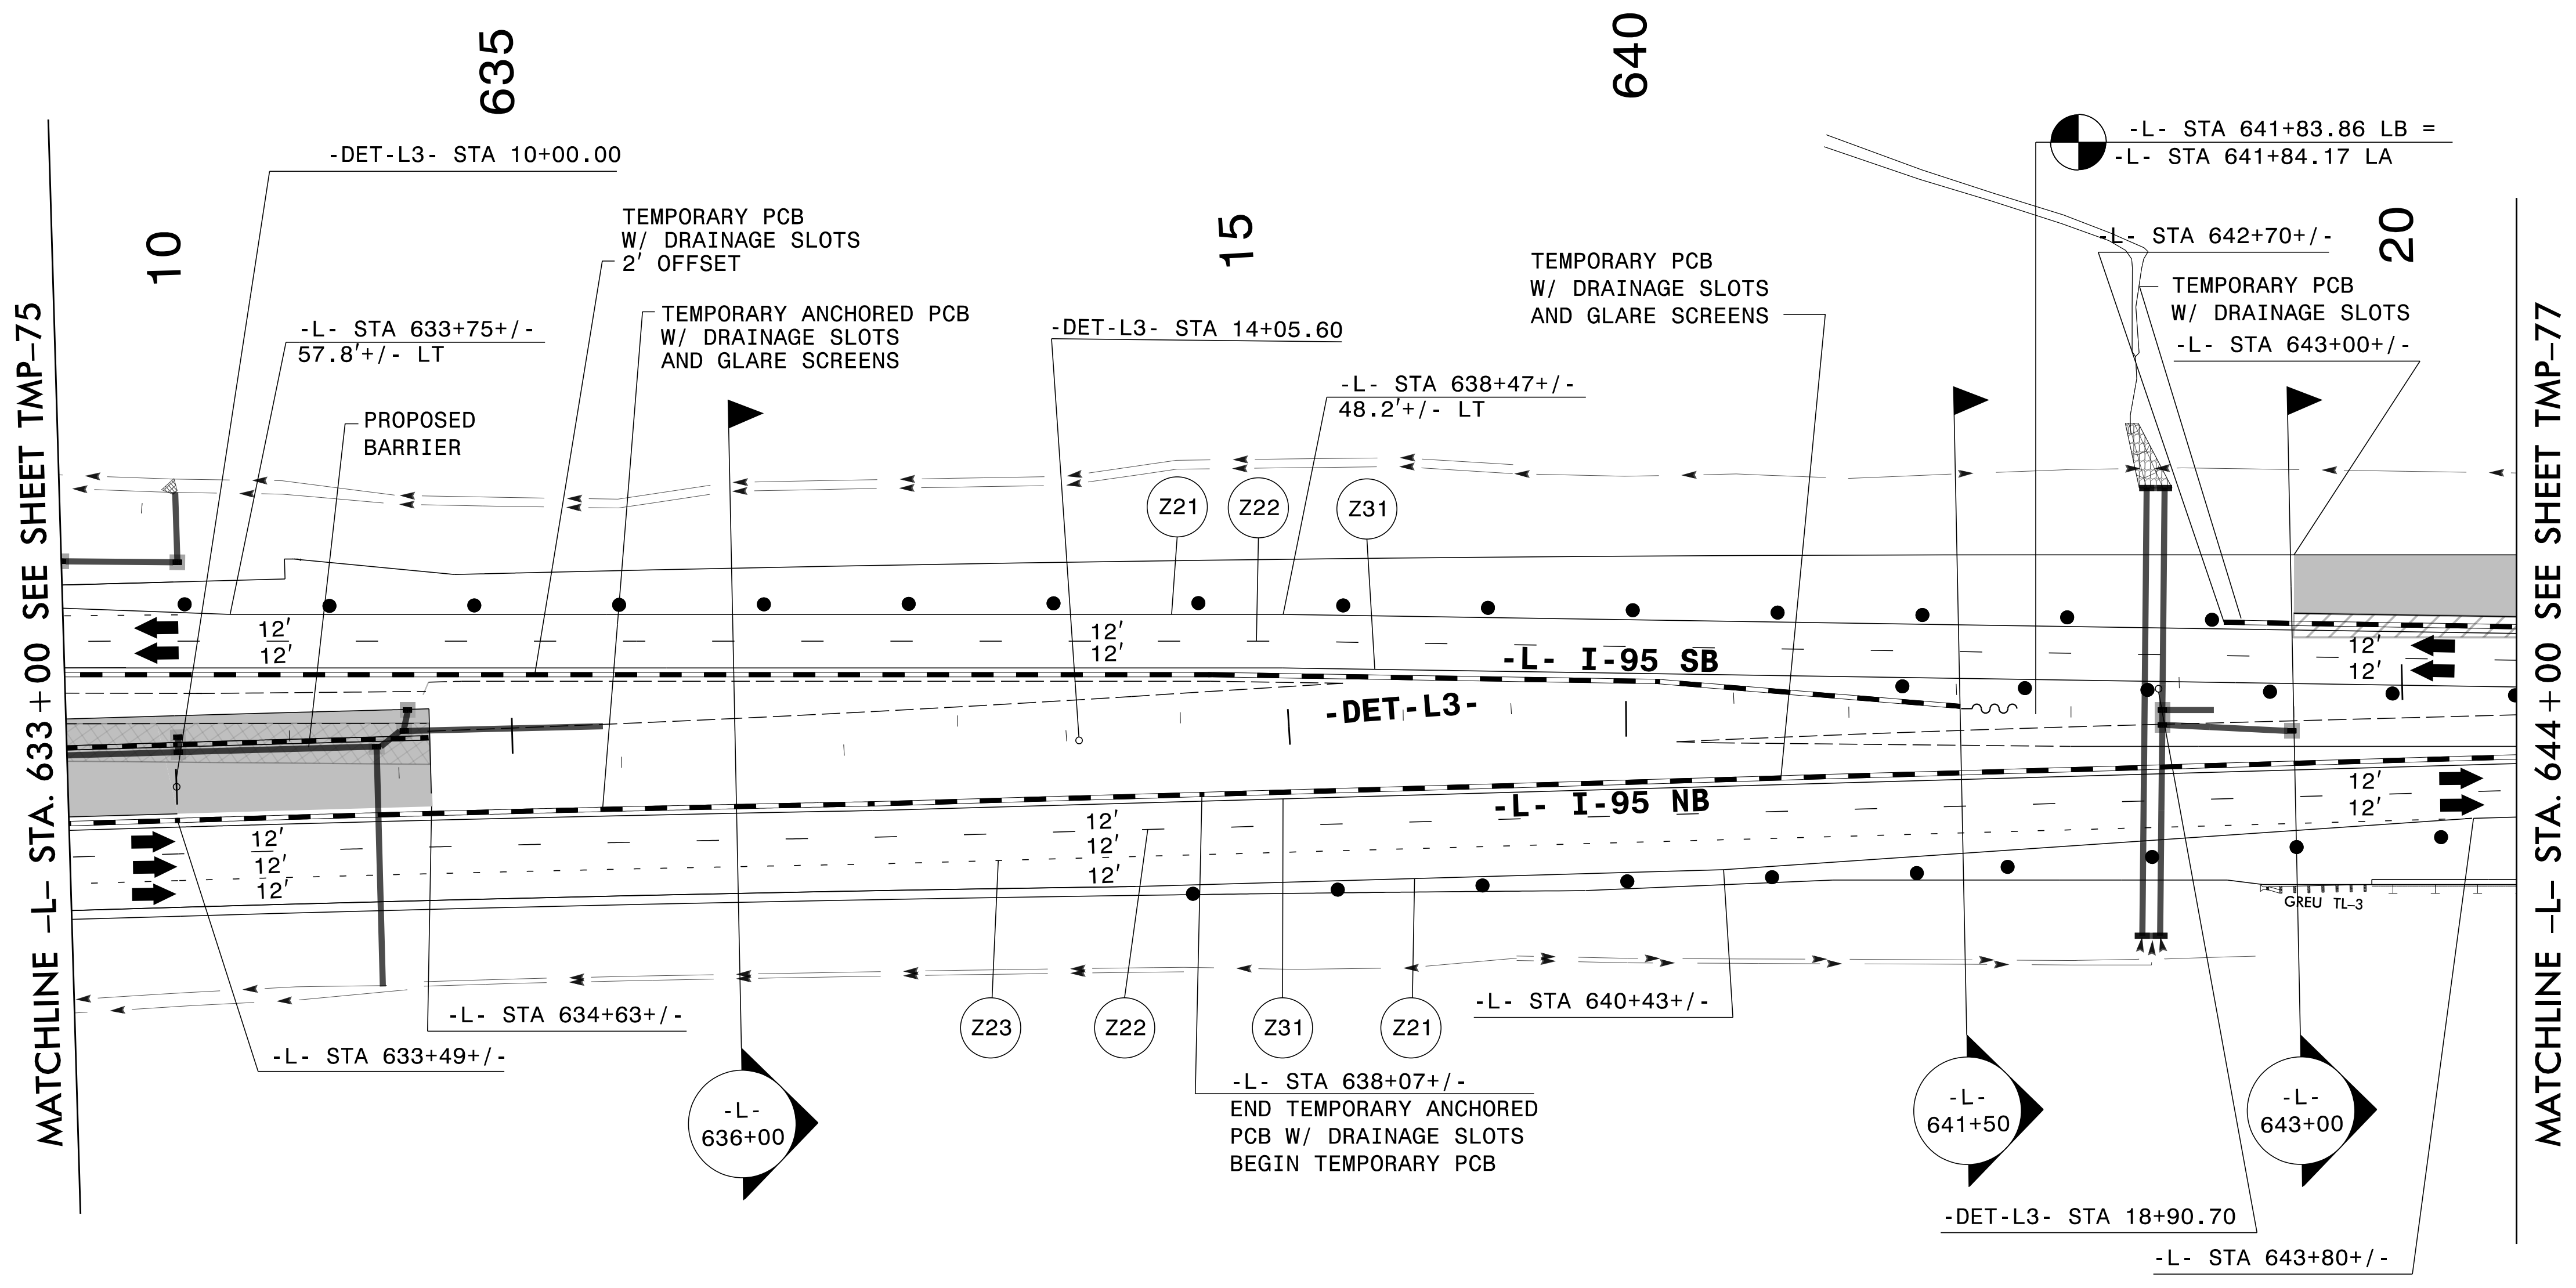 635
640
-DET-L3- STA 10+00.00
-L- STA 641+83.86 LB =
-L- STA 641+84.17 LA
10
15
20
TEMPORARY PCB
W/ DRAINAGE SLOTS
2' OFFSET
-L- STA 642+70+/-
TEMPORARY PCB
W/ DRAINAGE SLOTS
AND GLARE SCREENS
TEMPORARY PCB
W/ DRAINAGE SLOTS
-L- STA 643+00+/-
TEMPORARY ANCHORED PCB
W/ DRAINAGE SLOTS
AND GLARE SCREENS
-L- STA 633+75+/-
57.8'+/- LT
-DET-L3- STA 14+05.60
-L- STA 638+47+/-
48.2'+/- LT
PROPOSED
BARRIER
MATCHLINE -L- STA. 633+00 SEE SHEET TMP-75
MATCHLINE -L- STA. 644+00 SEE SHEET TMP-77
Z21
Z22
Z31
12'
12'
12'
12'
-L- I-95 SB
12'
12'
-DET-L3-
-L- I-95 NB
12'
12'
12'
12'
12'
12'
12'
12'
GREU TL-3
-L- STA 634+63+/-
-L- STA 633+49+/-
Z23
Z22
Z31
Z21
-L- STA 640+43+/-
-L- STA 638+07+/-
END TEMPORARY ANCHORED
PCB W/ DRAINAGE SLOTS
BEGIN TEMPORARY PCB
-L-
636+00
-L-
641+50
-L-
643+00
-DET-L3- STA 18+90.70
-L- STA 643+80+/-